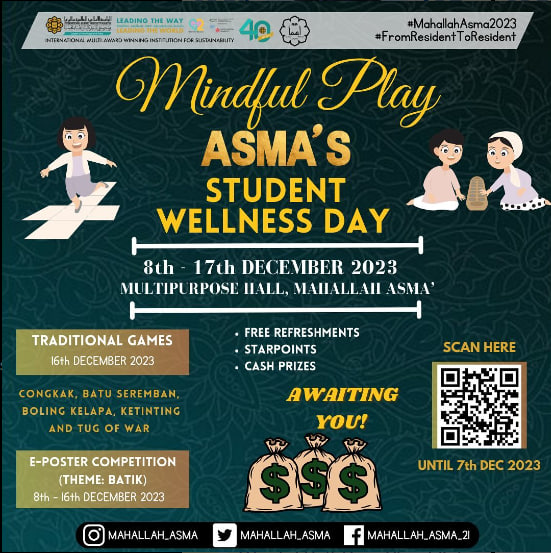 LEADING THE WAY
LEADING THE WORLD
INTERNATIONAL MULTI-AWARD WINNING INSTITUTION FOR SUSTAINABILITY
40
#MahallahAsma2023
#FromResidentToResident
Mindful Play
ASMA'S
STUDENT
WELLNESS DAY
8th - 17th DECEMBER 2023
MULTIPURPOSE HALL, MAHALLAH ASMA'
TRADITIONAL GAMES
16th DECEMBER 2023
CONGKAK, BATU SEREMBAN,
BOLING KELAPA, KETINTING
AND TUG OF WAR
E-POSTER COMPETITION
(THEME: BATIK)
8th - 16th DECEMBER 2023
• FREE REFRESHMENTS
• STARPOINTS
• CASH PRIZES
AWAITING
YOU!
$ $ $
SCAN HERE
UNTIL 7th DEC 2023
MAHALLAH_ASMA
MAHALLAH_ASMA
MAHALLAH_ASMA_21